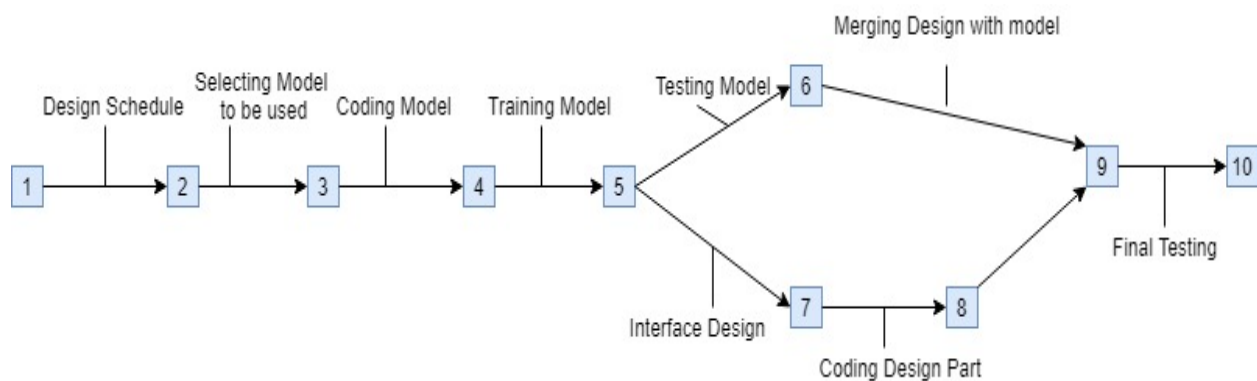 Merging Design with model
Selecting Model
to be used
Design Schedule
Coding Model
Training Model
Testing Model
6
1
2
3
4
5
9
10
Final Testing
7
8
Interface Design
Coding Design Part